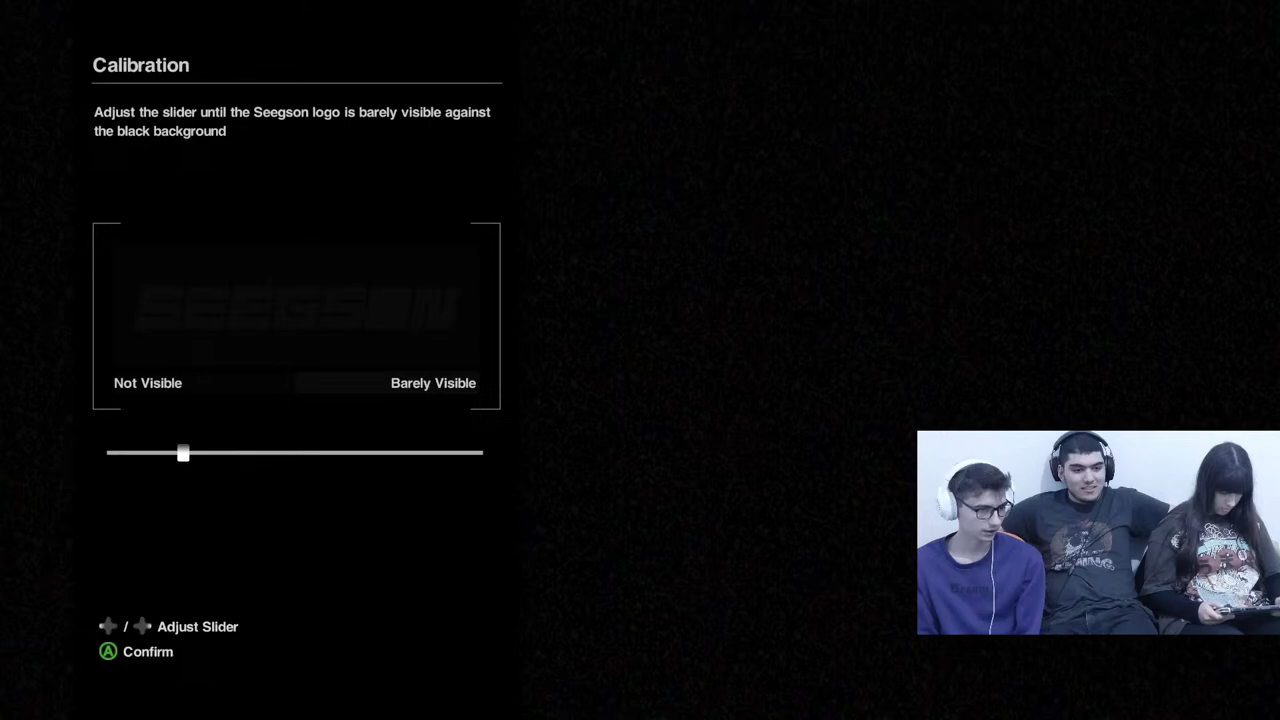 Calibration
Adjust the slider until the Seegson logo is barely visible against
the black background
SEEGSON
Not Visible
Barely Visible
/
Adjust Slider
A
Confirm